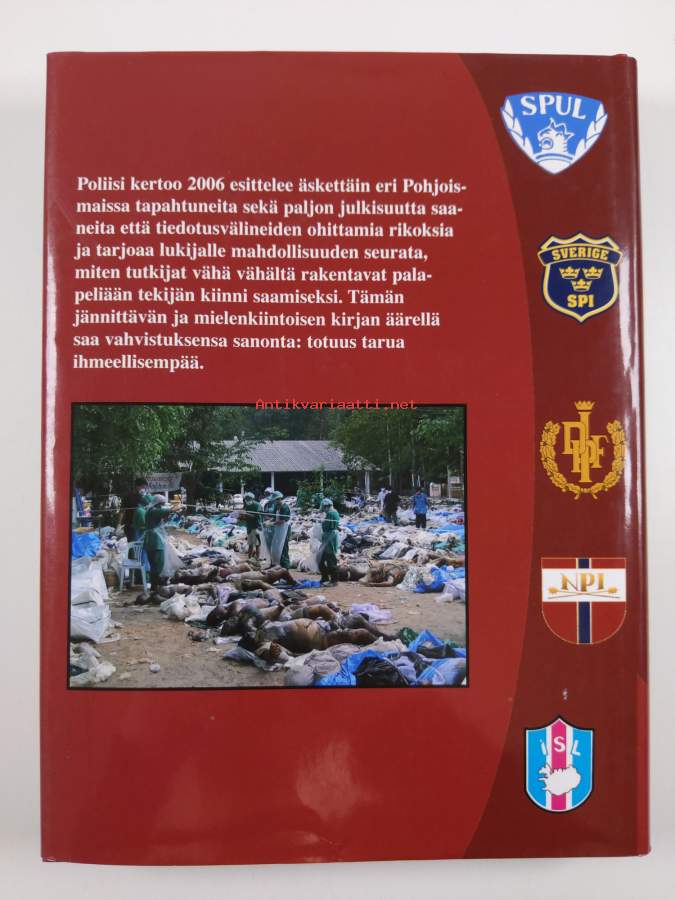 SPUL
Poliisi kertoo 2006 esittelee äskettäin eri Pohjois-
maissa tapahtuneita sekä paljon julkisuutta saa-
neita että tiedotusvälineiden ohittamia rikoksia
ja tarjoaa lukijalle mahdollisuuden seurata,
miten tutkijat vähä vähältä rakentavat pala-
peliään tekijän kiinni saamiseksi. Tämän
jännittävän ja mielenkiintoisen kirjan äärellä
saa vahvistuksensa sanonta: totuus tarua
ihmeellisempää.
SVERIGE
SPI
Antikvariaatti.net
DIPF
NPI
ISL